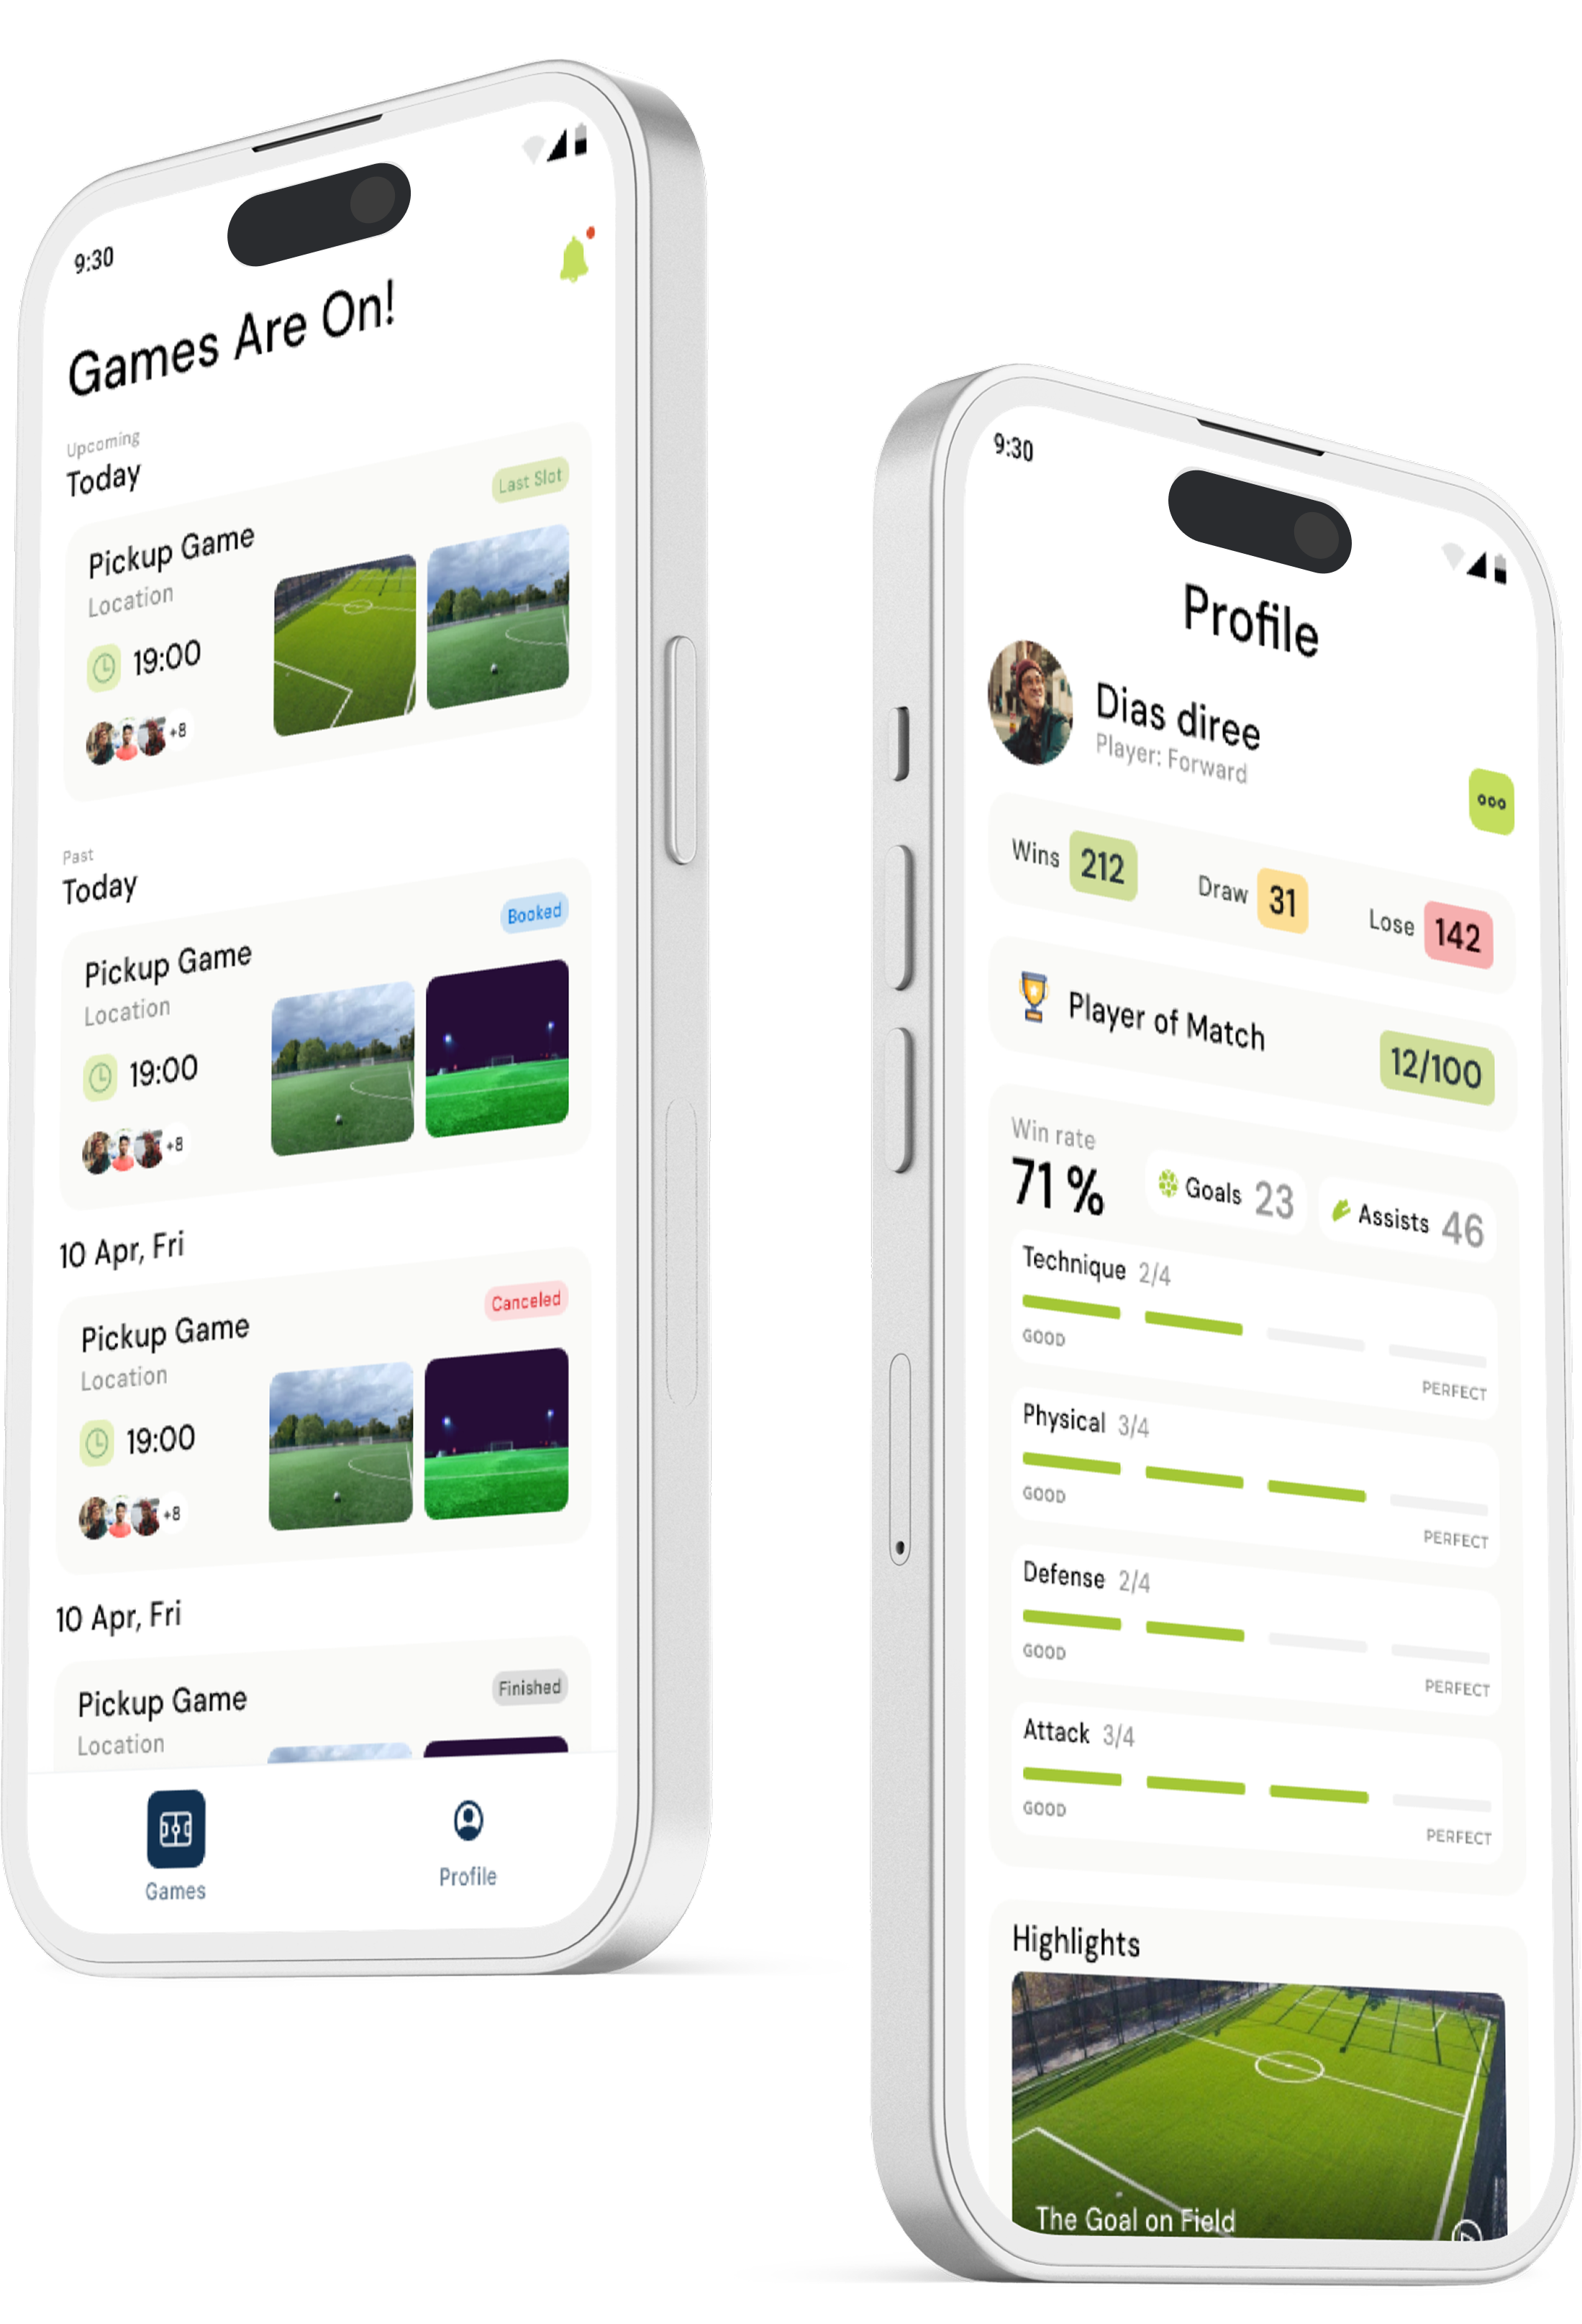 9:30
Games Are On!
Upcoming
Today
Last Slot
Pickup Game
Location
19:00
+8
Past
Today
Booked
Pickup Game
Location
19:00
+8
10 Apr, Fri
Canceled
Pickup Game
Location
19:00
+8
10 Apr, Fri
Finished
Pickup Game
Location
Games
Profile
9:30
Profile
Dias diree
Player: Forward
Wins 212 Draw 31 Lose 142
Player of Match 12/100
Win rate
71 % Goals 23 Assists 46
Technique 2/4
GOOD PERFECT
Physical 3/4
GOOD PERFECT
Defense 2/4
GOOD PERFECT
Attack 3/4
GOOD PERFECT
Highlights
The Goal on Field